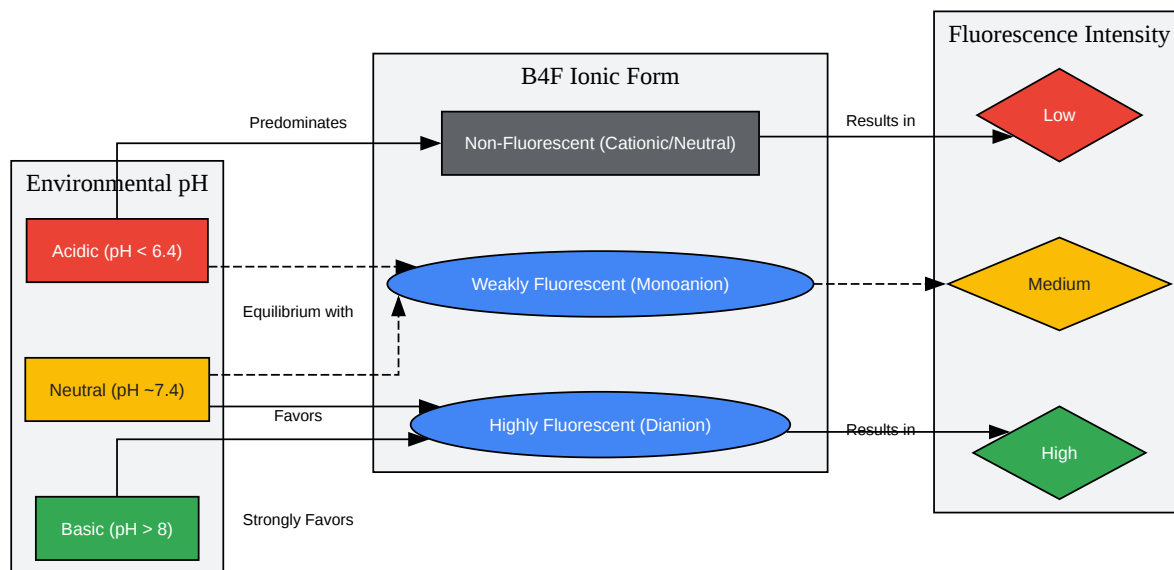 Fluorescence Intensity
B4F Ionic Form
Low
Predominates
Results in
Non-Fluorescent (Cationic/Neutral)
Environmental pH
Acidic (pH < 6.4)
Weakly Fluorescent (Monoanion)
Medium
Equilibrium with
Neutral (pH ~7.4)
Favors
Highly Fluorescent (Dianion)
Results in
High
Strongly Favors
Basic (pH > 8)